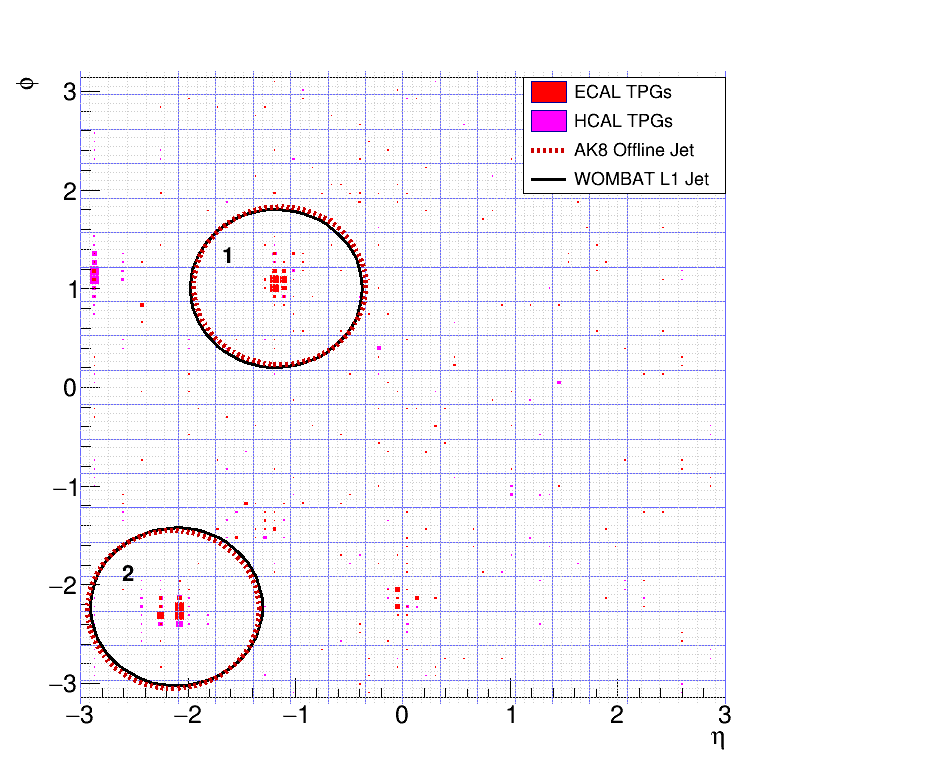 ϕ
3
2
1
0
−1
−2
−3
ECAL TPGs
HCAL TPGs
AK8 Offline Jet
WOMBAT L1 Jet
1
2
−3 −2 −1 0 1 2 3
η